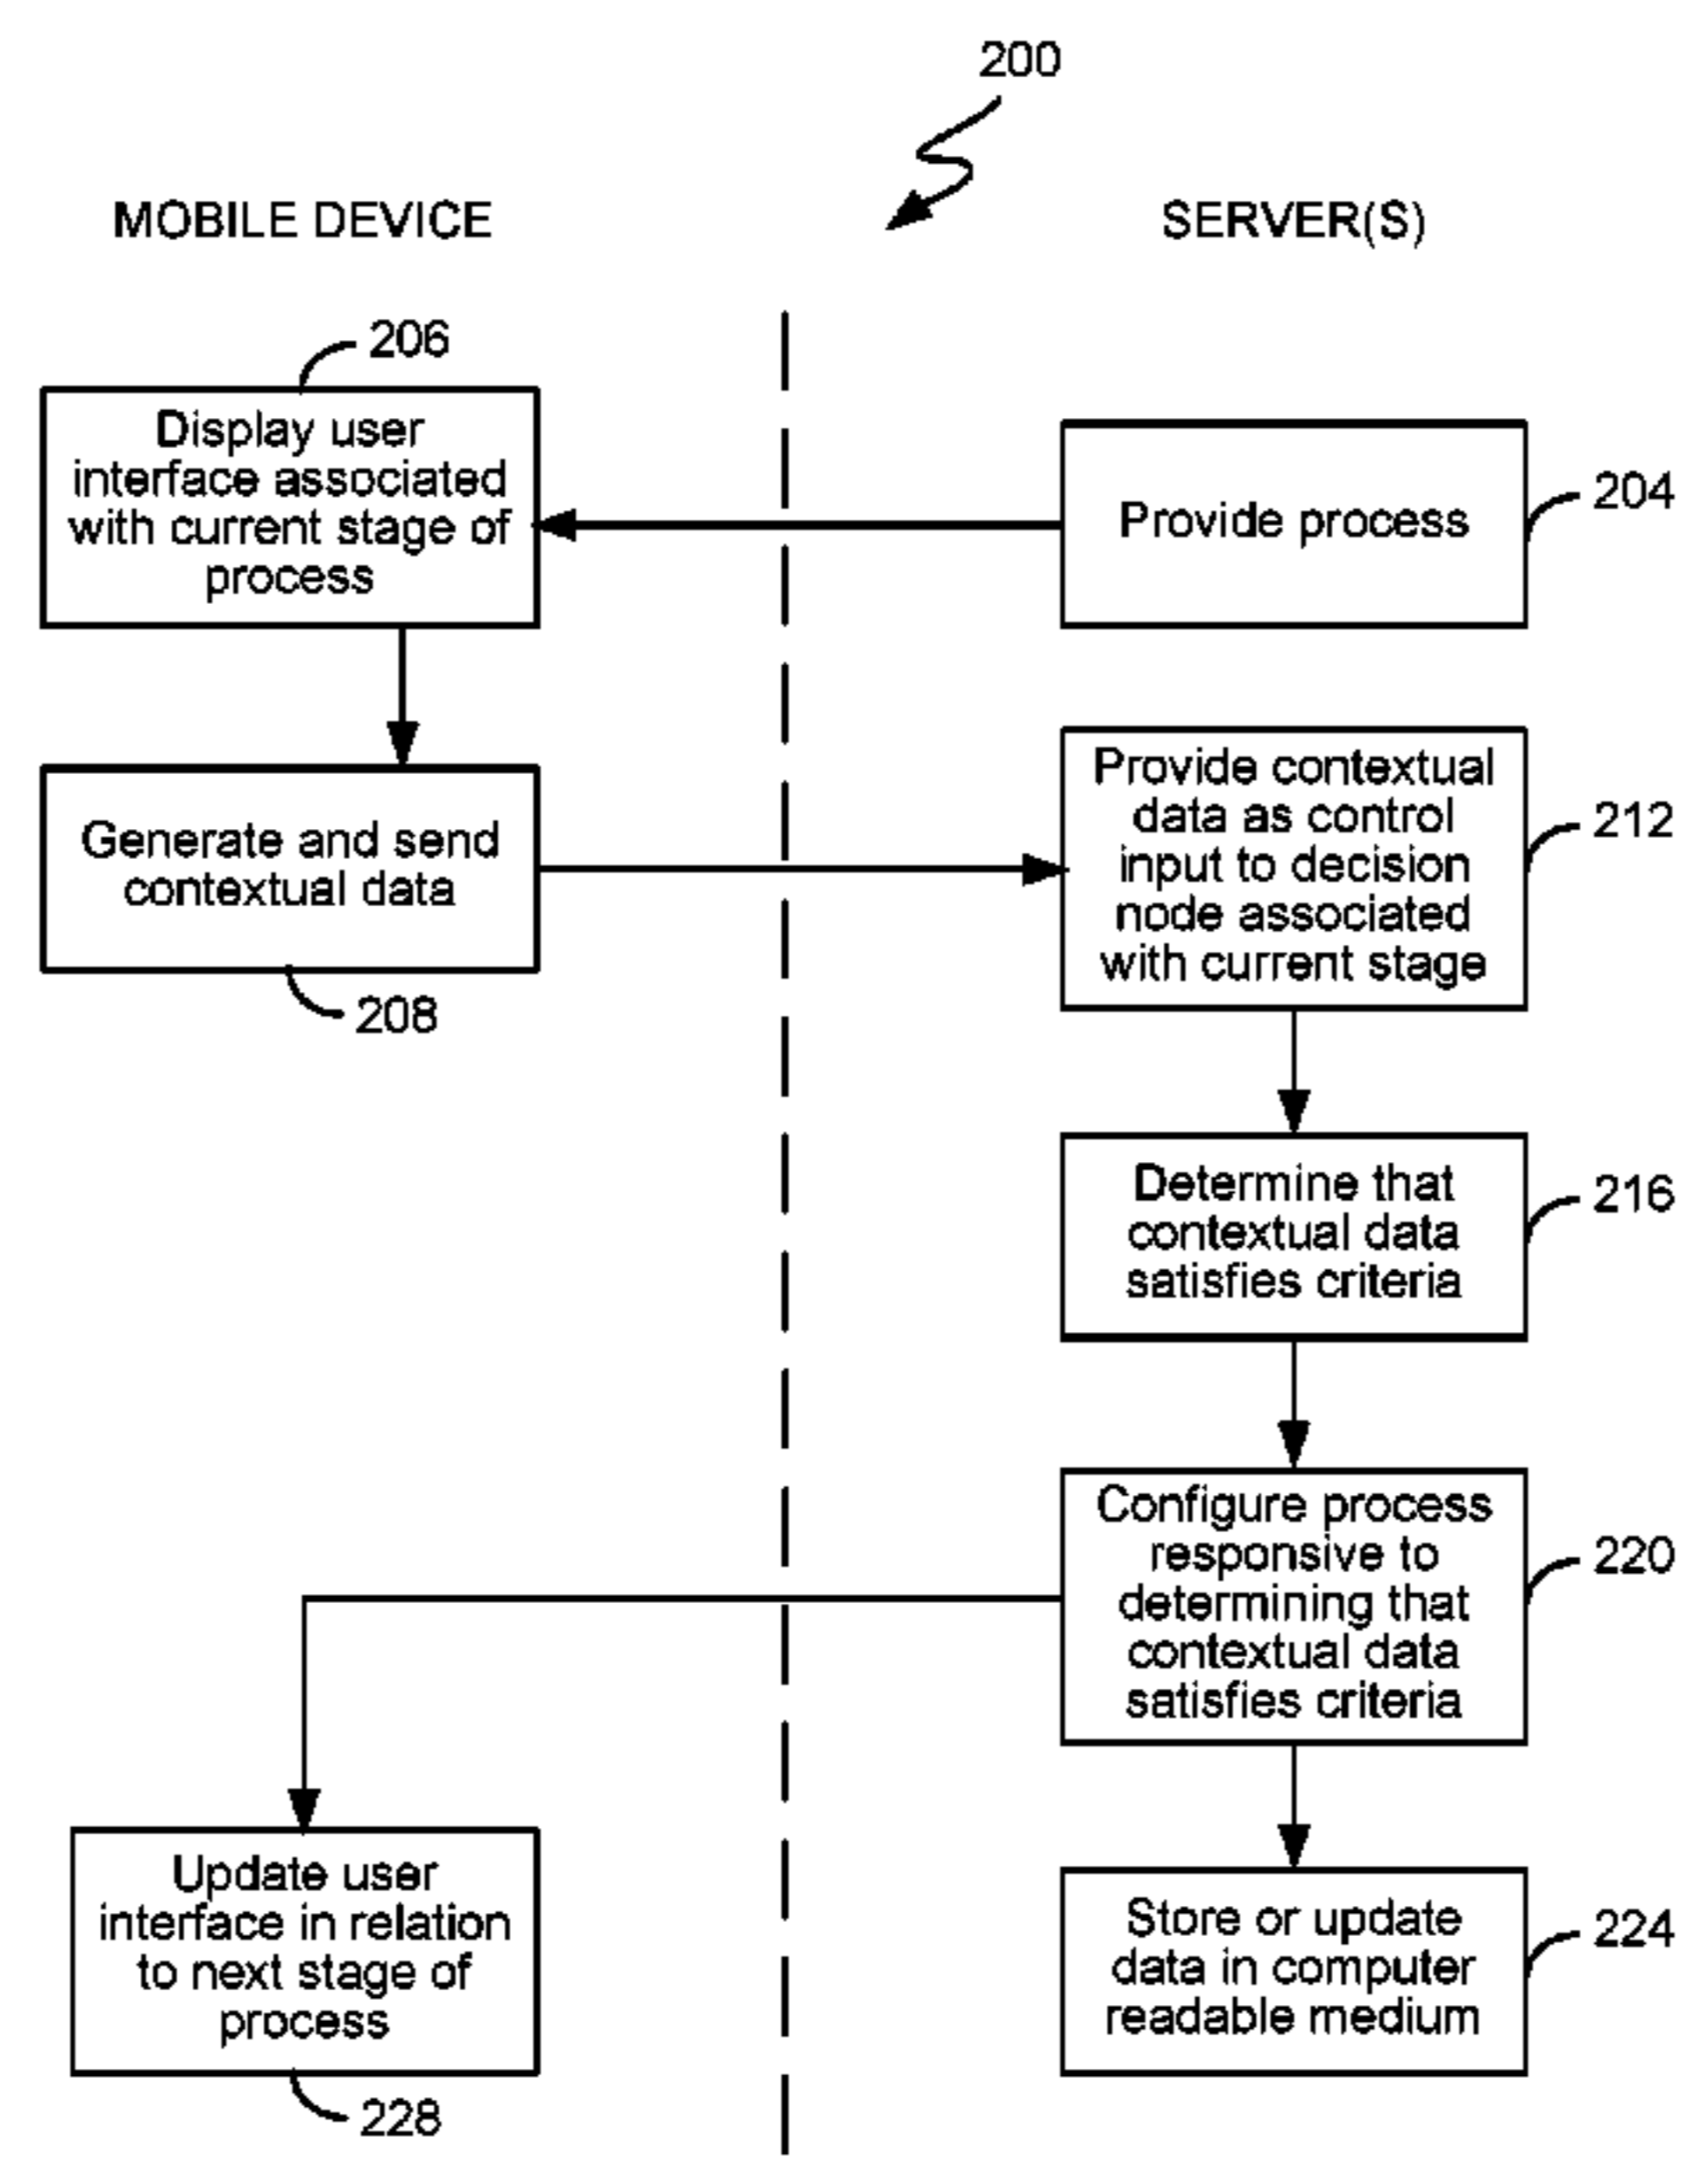 200
MOBILE DEVICE
SERVER(S)
206
Display user
interface associated
with current stage of
process
Provide process
204
Generate and send
contextual data
208
Provide contextual
data as control
input to decision
node associated
with current stage
212
Determine that
contextual data
satisfies criteria
216
Configure process
responsive to
determining that
contextual data
satisfies criteria
220
Update user
interface in relation
to next stage of
process
228
Store or update
data in computer
readable medium
224